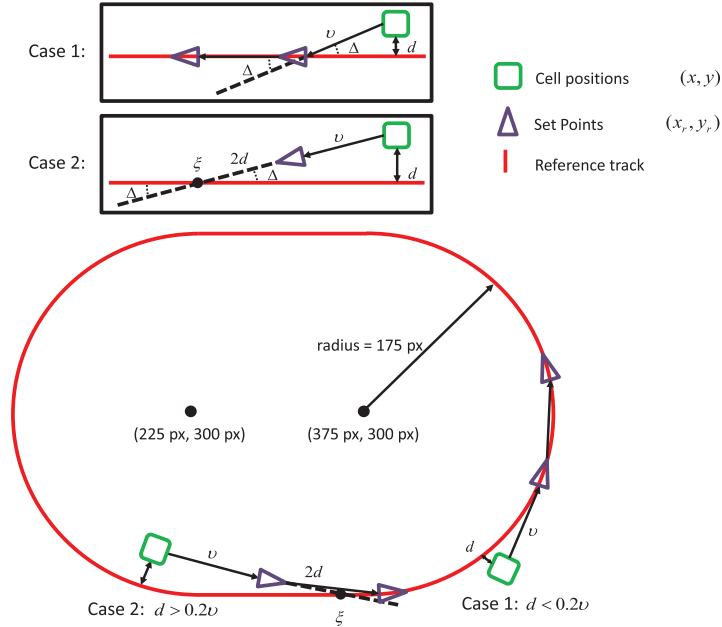 Case 1:
υ
Δ
Δ
d
Case 2:
υ
ξ
2d
Δ
Δ
d
Cell positions (x, y)
Set Points (xᵣ, yᵣ)
Reference track
radius = 175 px
(225 px, 300 px)
(375 px, 300 px)
υ
2d
ξ
d
υ
Case 2: d > 0.2υ
Case 1: d < 0.2υ